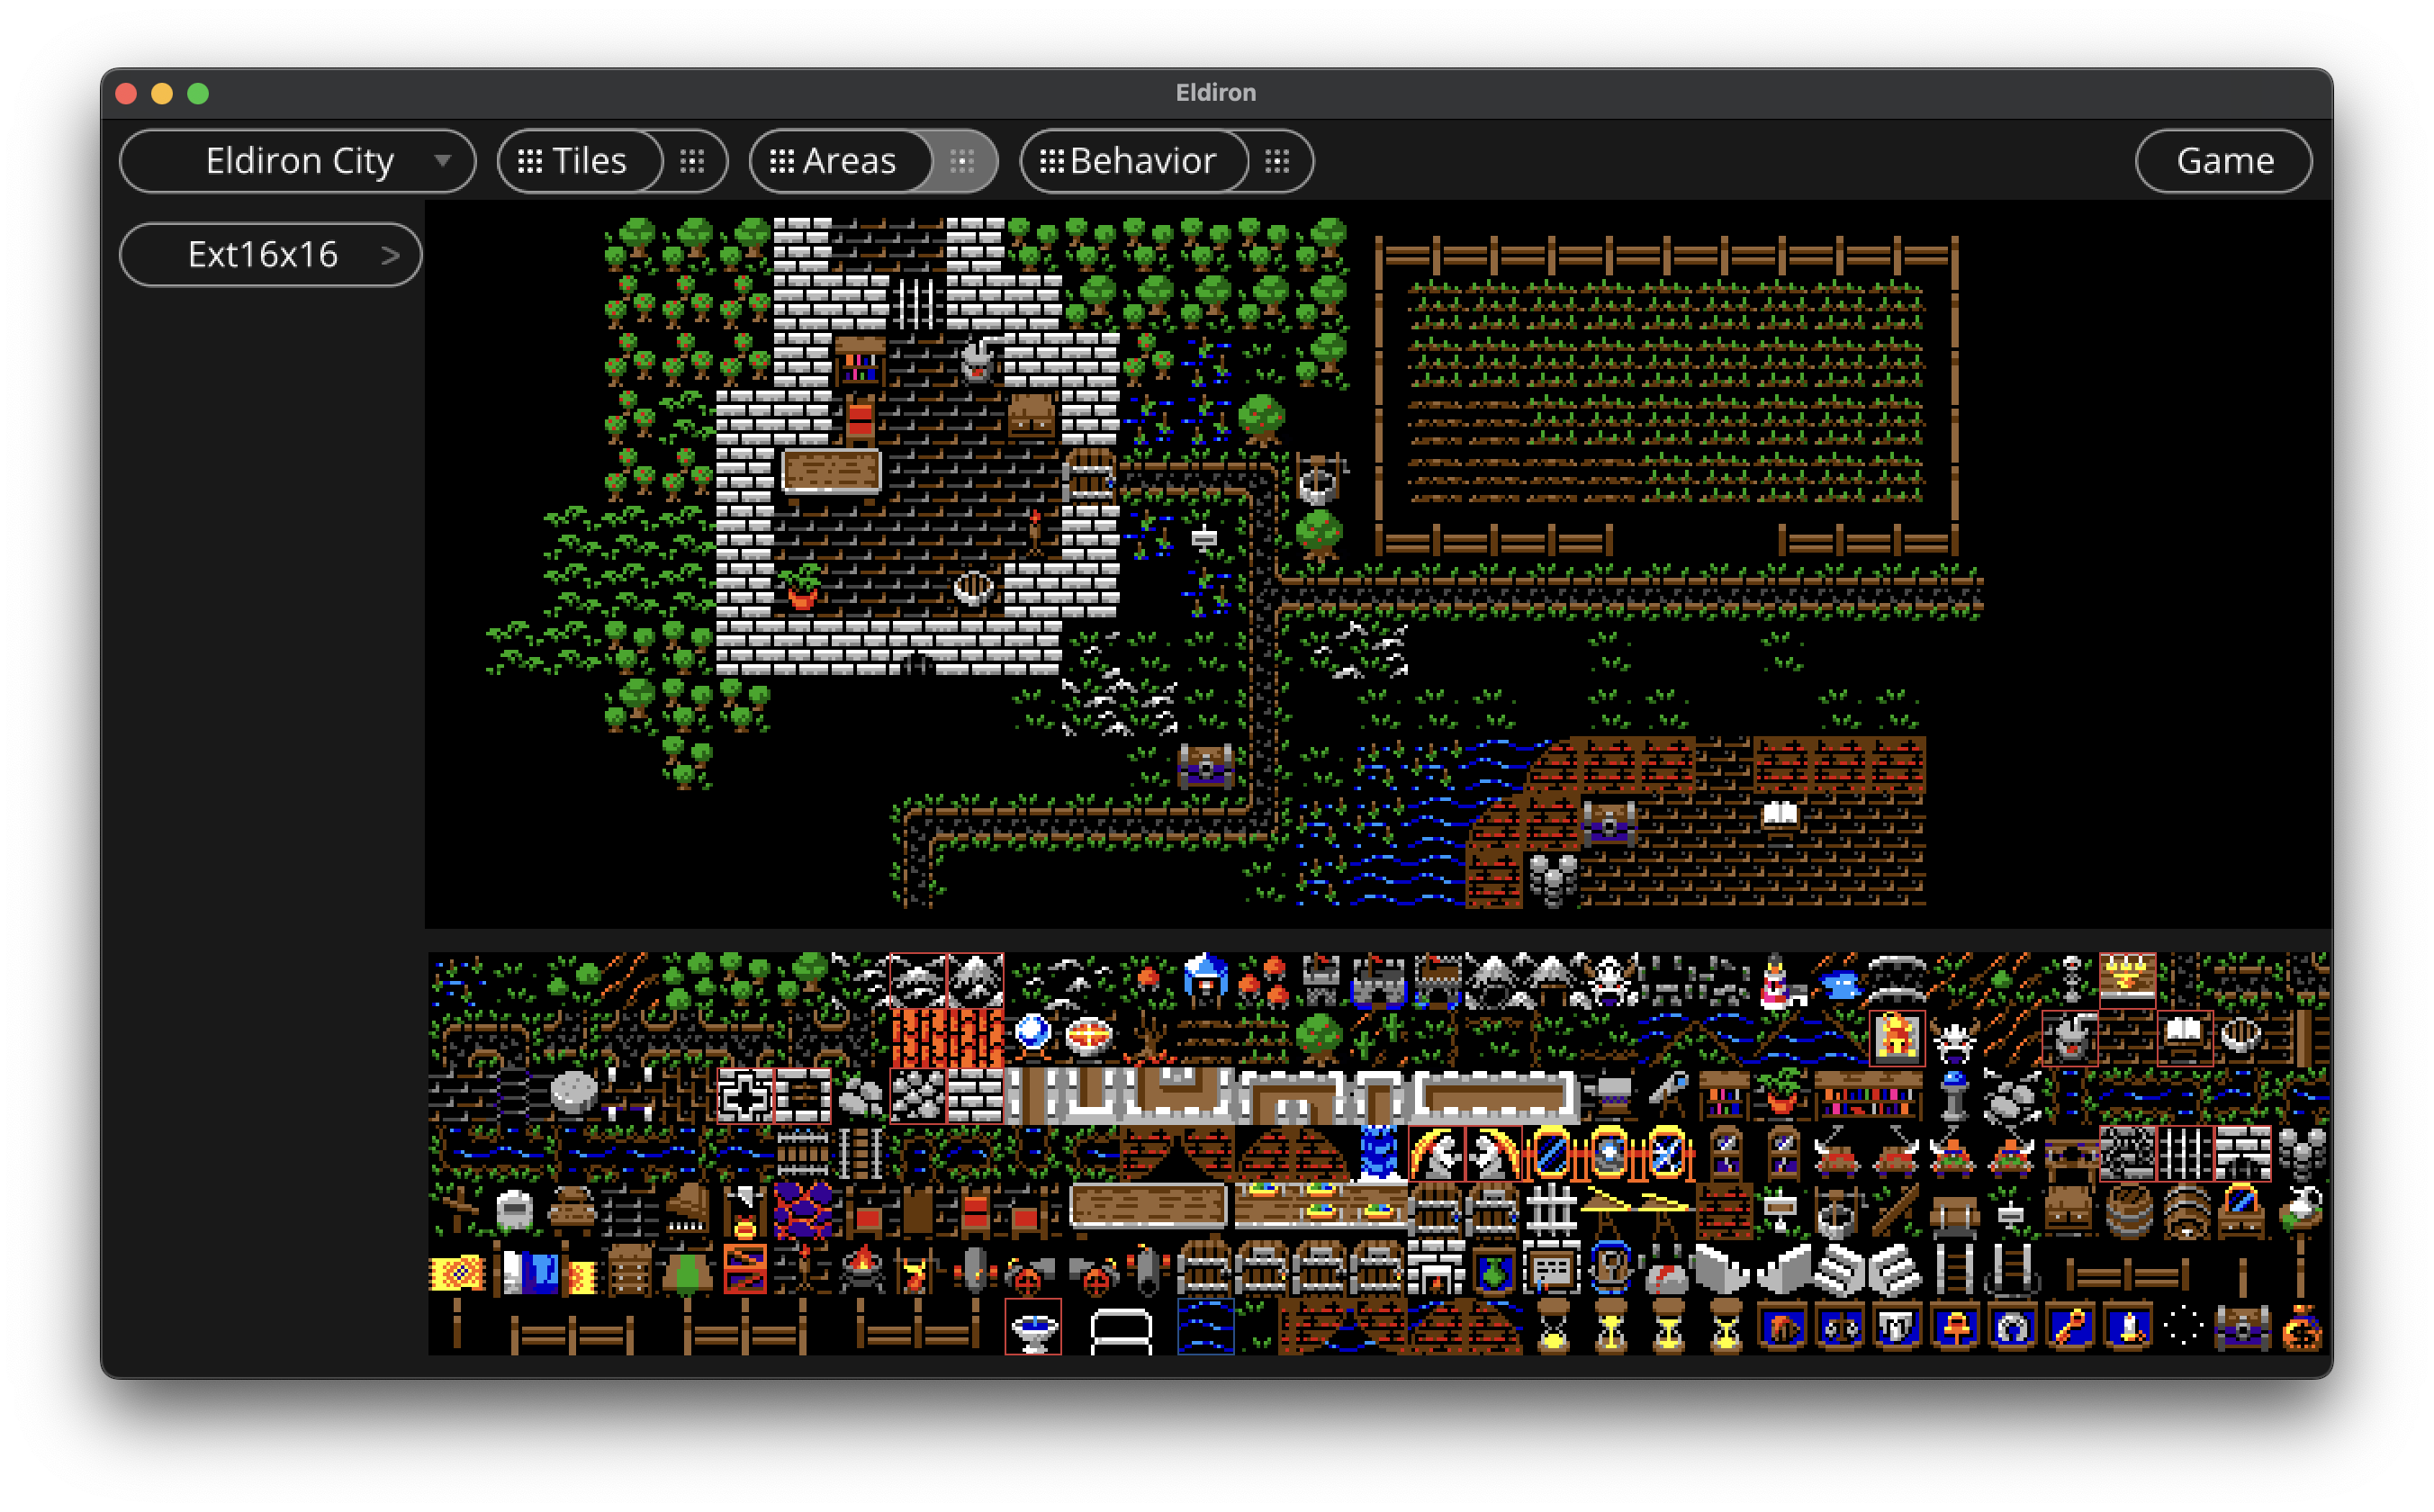 Eldiron
Eldiron City
Tiles
Areas
Behavior
Game
Ext16x16 >